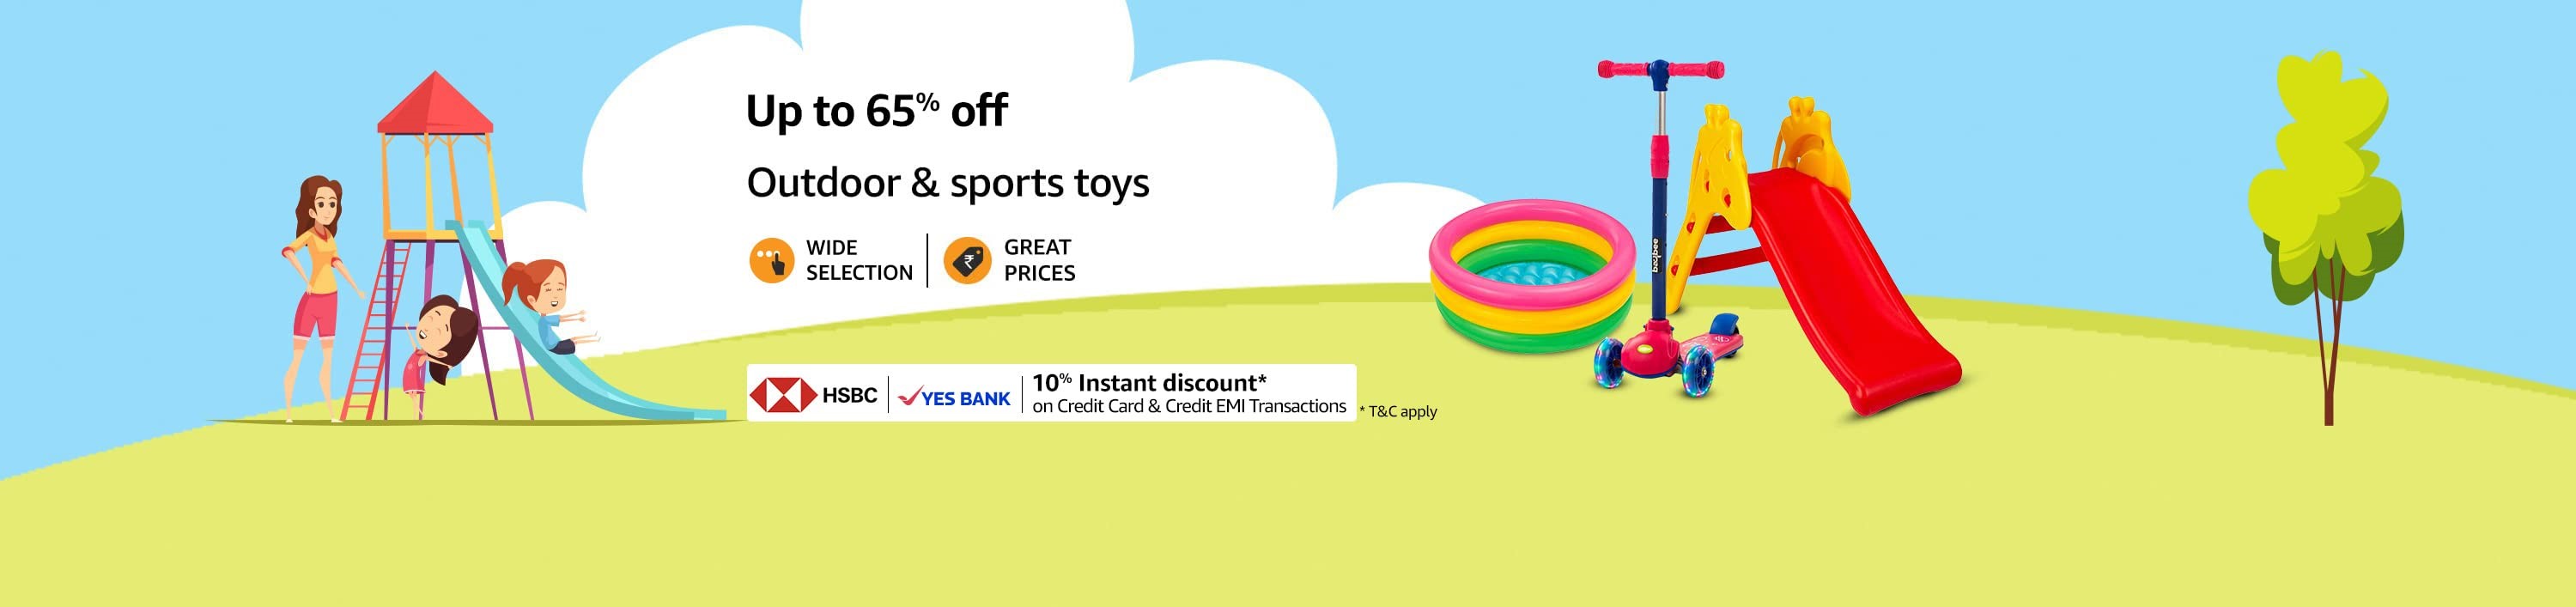 Up to 65% off
Outdoor & sports toys
WIDE
SELECTION
GREAT
PRICES
HSBC
YES BANK
10% Instant discount*
on Credit Card & Credit EMI Transactions
* T&C apply
baybee